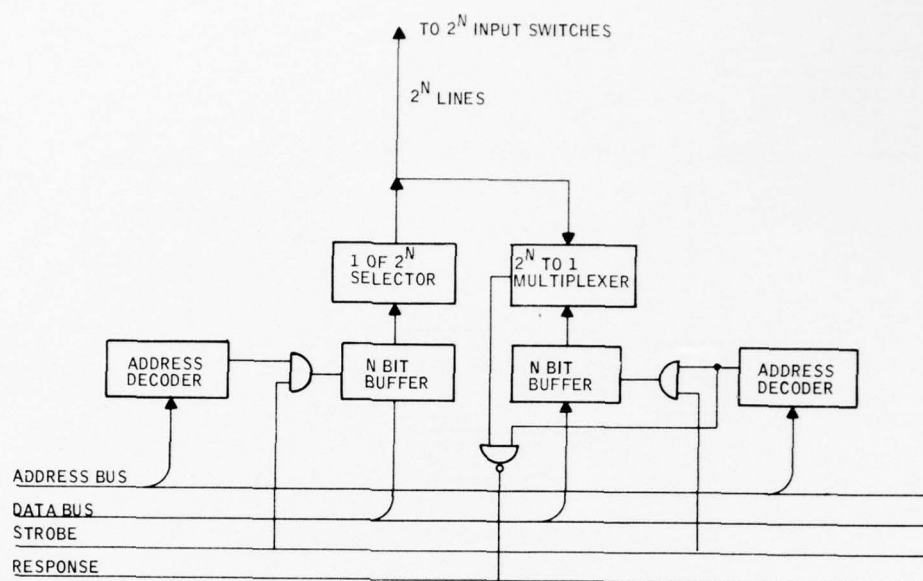 TO 2^N INPUT SWITCHES
2^N LINES
1 OF 2^N
SELECTOR
2^N TO 1
MULTIPLEXER
ADDRESS
DECODER
N BIT
BUFFER
N BIT
BUFFER
ADDRESS
DECODER
ADDRESS BUS
DATA BUS
STROBE
RESPONSE